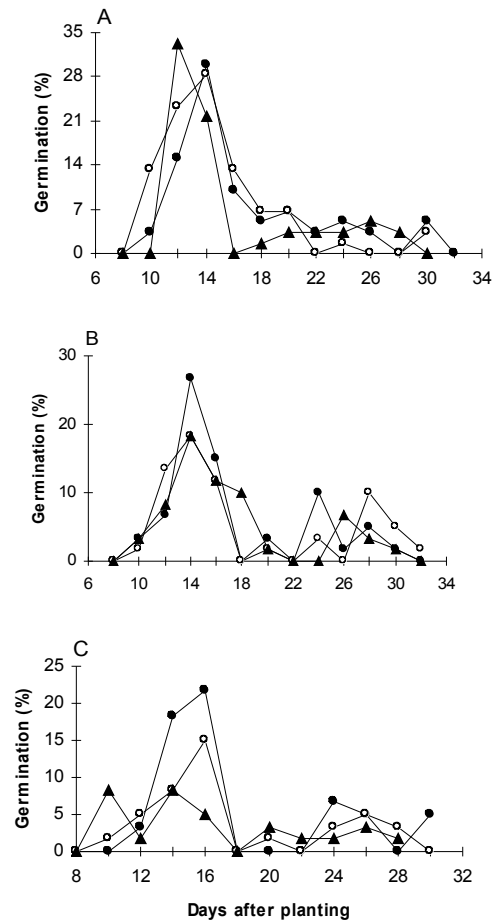 A
35
28
21
14
7
0
Germination (%)
6 10 14 18 22 26 30 34
B
30
20
10
0
Germination (%)
6 10 14 18 22 26 30 34
C
25
20
15
10
5
0
Germination (%)
8 12 16 20 24 28 32
Days after planting